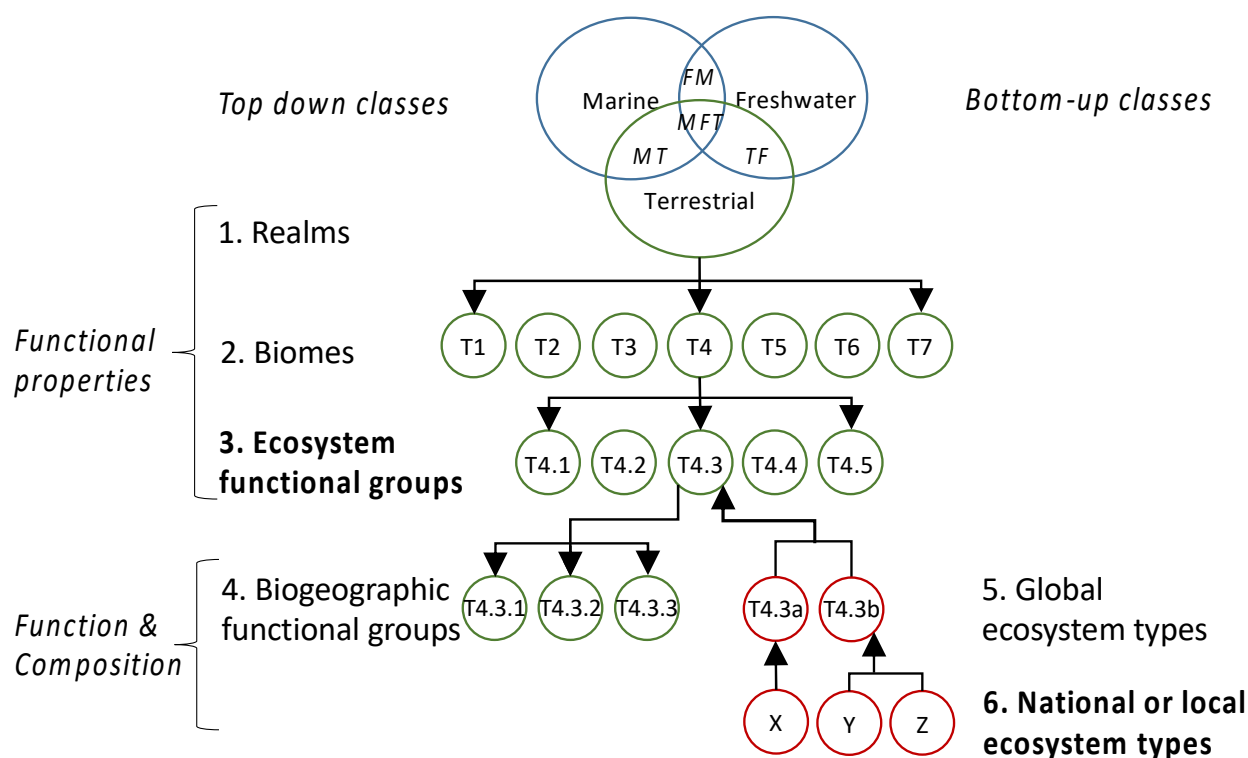 FM
Top down classes
Marine
Freshwater
Bottom-up classes
MFT
MT
TF
Terrestrial
1. Realms
Functional
properties
2. Biomes
T1
T2
T3
T4
T5
T6
T7
3. Ecosystem
functional groups
T4.1
T4.2
T4.3
T4.4
T4.5
Function &
Composition
4. Biogeographic
functional groups
T4.3.1
T4.3.2
T4.3.3
T4.3a
T4.3b
5. Global
ecosystem types
X
Y
Z
6. National or local
ecosystem types